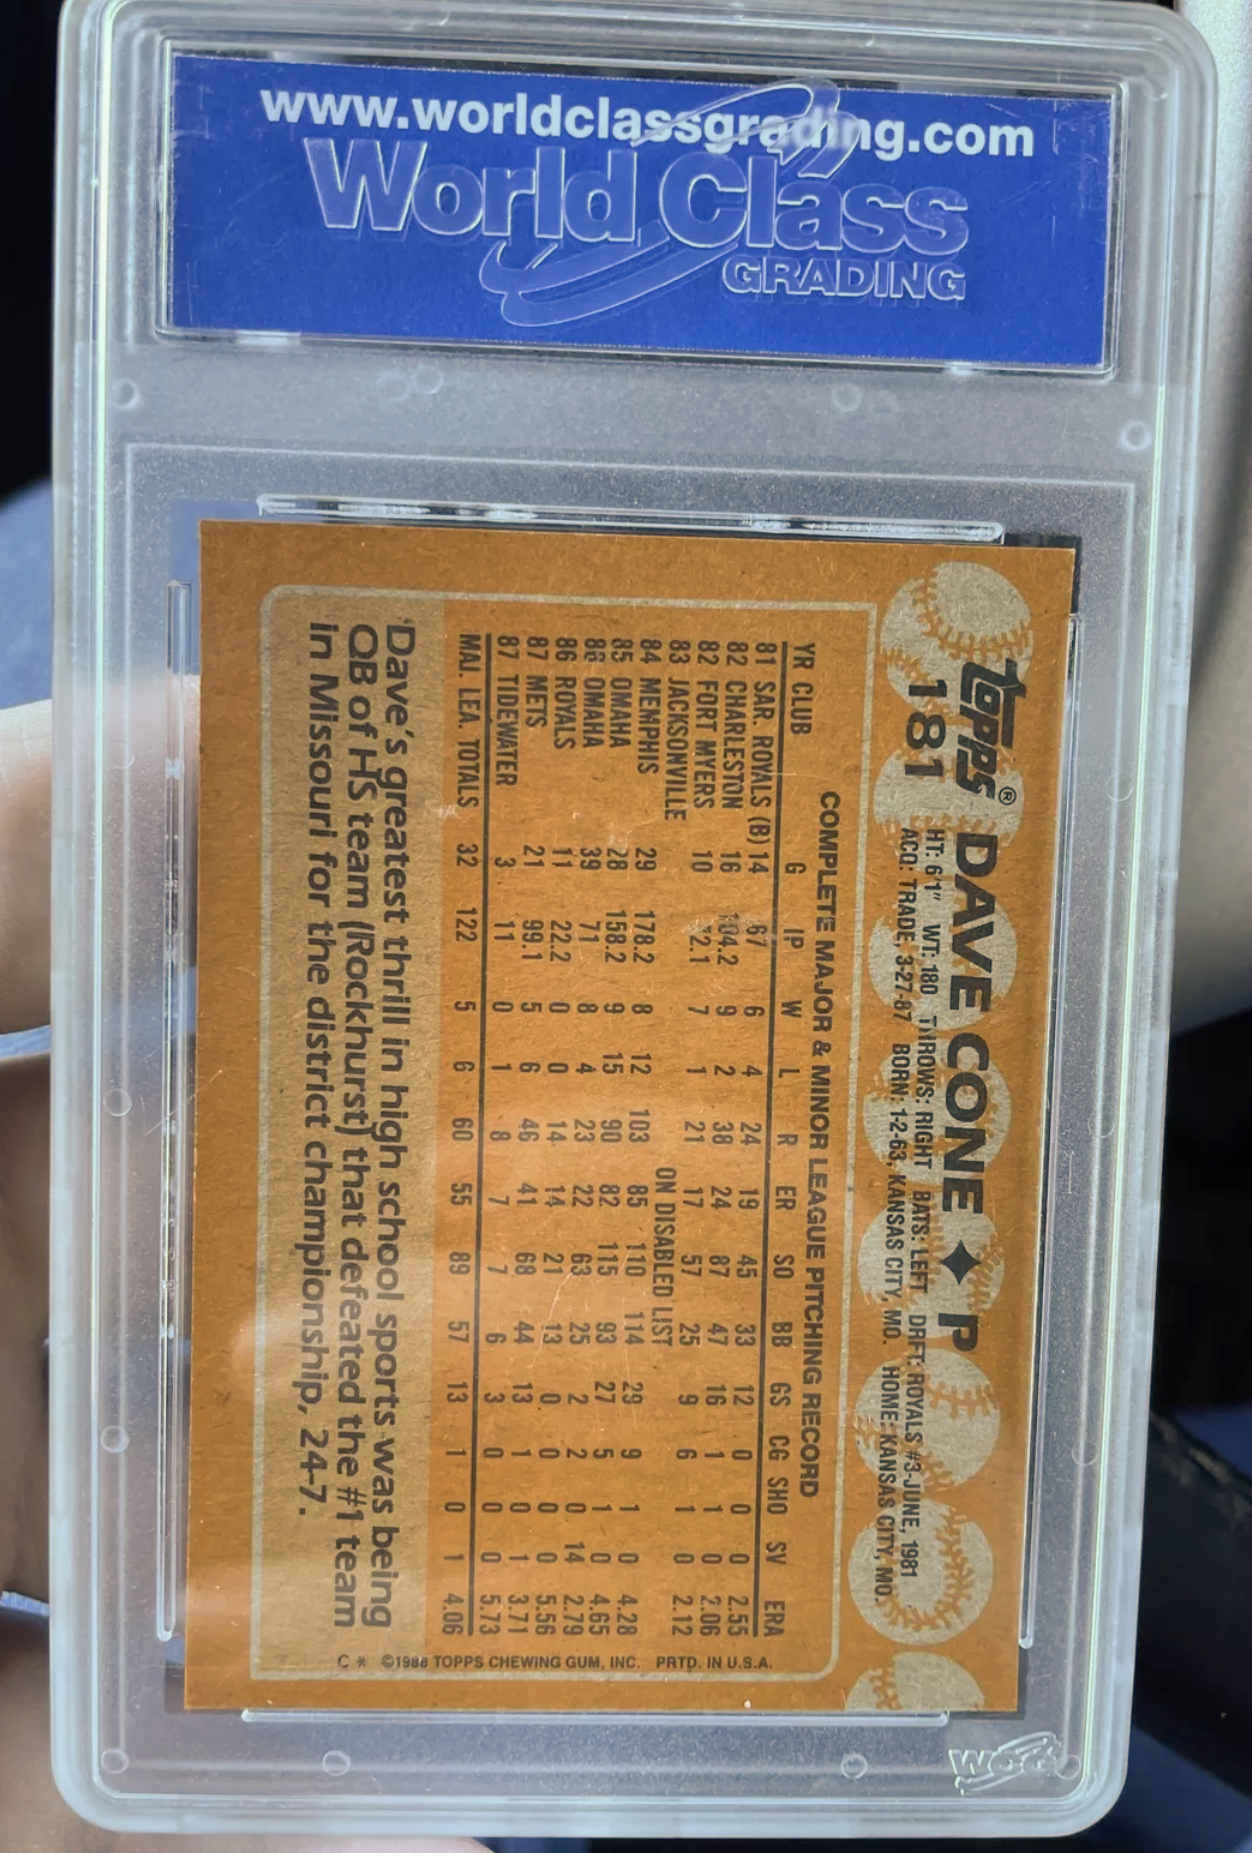 www.worldclassgrading.com
World Class
GRADING
Topps® DAVE CONE ♦ P
181 HT: 6'1" WT: 180 THROWS: RIGHT BATS: LEFT DRFT: ROYALS #3-JUNE, 1981
ACQ: TRADE, 3-27-87 BORN: 1-2-63, KANSAS CITY, MO. HOME: KANSAS CITY, MO.
COMPLETE MAJOR & MINOR LEAGUE PITCHING RECORD
YR CLUB G IP W L R ER SO BB GS CG SHO SV ERA
81 SAR. ROYALS (B) 14 67 6 4 24 19 45 33 12 0 0 0 2.55
82 CHARLESTON 16 104.2 9 2 38 24 87 47 16 1 1 0 2.06
82 FORT MYERS 10 72.1 7 1 21 17 57 25 9 6 1 0 2.12
83 JACKSONVILLE ON DISABLED LIST
84 MEMPHIS 29 178.2 8 12 103 85 110 114 29 9 1 0 4.28
85 OMAHA 28 158.2 9 15 90 82 115 93 27 5 1 0 4.65
86 OMAHA 39 71 8 4 23 22 63 25 2 2 0 14 2.79
86 ROYALS 11 22.2 0 0 14 14 21 13 0 0 0 0 5.56
87 METS 21 99.1 5 6 46 41 68 44 13 1 0 1 3.71
87 TIDEWATER 3 11 0 1 8 7 7 6 3 0 0 0 5.73
MAJ. LEA. TOTALS 32 122 5 6 60 55 89 57 13 1 0 1 4.06
Dave's greatest thrill in high school sports was being
QB of HS team (Rockhurst) that defeated the #1 team
in Missouri for the district championship, 24-7.
C * ©1988 TOPPS CHEWING GUM, INC. PRTD. IN U.S.A.
WCG